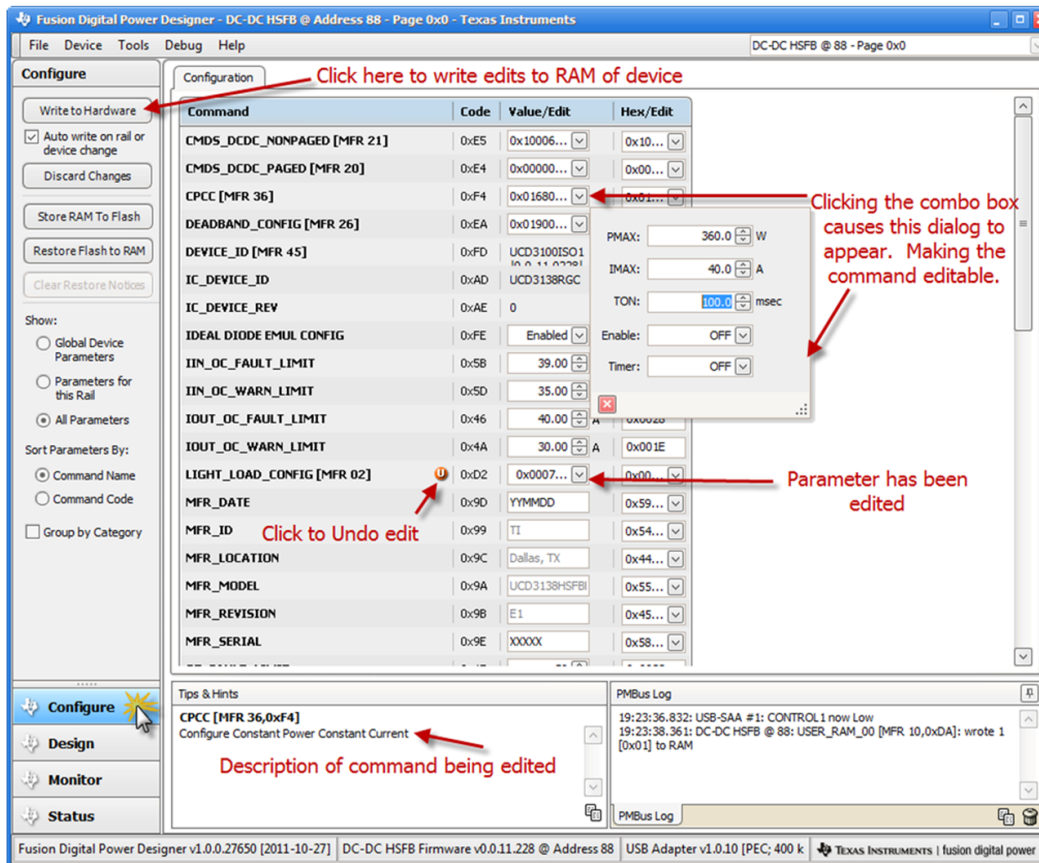 Fusion Digital Power Designer - DC-DC HSFB @ Address 88 - Page 0x0 - Texas Instruments
File Device Tools Debug Help
DC-DC HSFB @ 88 - Page 0x0
Configure
Write to Hardware
Auto write on rail or
device change
Discard Changes
Store RAM To Flash
Restore Flash to RAM
Clear Restore Notices
Show:
Global Device
Parameters
Parameters for
this Rail
All Parameters
Sort Parameters By:
Command Name
Command Code
Group by Category
Configuration
Click here to write edits to RAM of device
Command Code Value/Edit Hex/Edit
CMDS_DCDC_NONPAGED [MFR 21] 0xE5 0x10006... 0x10...
CMDS_DCDC_PAGED [MFR 20] 0xE4 0x00000... 0x00...
CPCC [MFR 36] 0xF4 0x01680... 0x01...
DEADBAND_CONFIG [MFR 26] 0xEA 0x01900...
DEVICE_ID [MFR 45] 0xFD UCD3100ISO1
IC_DEVICE_ID 0xAD UCD3138RGC
IC_DEVICE_REV 0xAE 0
IDEAL DIODE EMUL CONFIG 0xFE Enabled
IIN_OC_FAULT_LIMIT 0x5B 39.00
IIN_OC_WARN_LIMIT 0x5D 35.00
IOUT_OC_FAULT_LIMIT 0x46 40.00 A 0x0028
IOUT_OC_WARN_LIMIT 0x4A 30.00 A 0x001E
LIGHT_LOAD_CONFIG [MFR 02] U 0xD2 0x0007... 0x00...
MFR_DATE 0x9D YYMMDD 0x59...
MFR_ID 0x99 TI 0x54...
MFR_LOCATION 0x9C Dallas, TX 0x44...
MFR_MODEL 0x9A UCD3138HSFB 0x55...
MFR_REVISION 0x9B E1 0x45...
MFR_SERIAL 0x9E XXXXX 0x58...
PMAX: 360.0 W
IMAX: 40.0 A
TON: 100.0 msec
Enable: OFF
Timer: OFF
Clicking the combo box
causes this dialog to
appear. Making the
command editable.
Parameter has been
edited
Click to Undo edit
Configure
Design
Monitor
Status
Tips & Hints
CPCC [MFR 36,0xF4]
Configure Constant Power Constant Current
Description of command being edited
PMBus Log
19:23:36.832: USB-SAA #1: CONTROL1 now Low
19:23:38.361: DC-DC HSFB @ 88: USER_RAM_00 [MFR 10,0xDA]: wrote 1
[0x01] to RAM
PMBus Log
Fusion Digital Power Designer v1.0.0.27650 [2011-10-27] DC-DC HSFB Firmware v0.0.11.228 @ Address 88 USB Adapter v1.0.10 [PEC; 400 k TEXAS INSTRUMENTS | fusion digital power